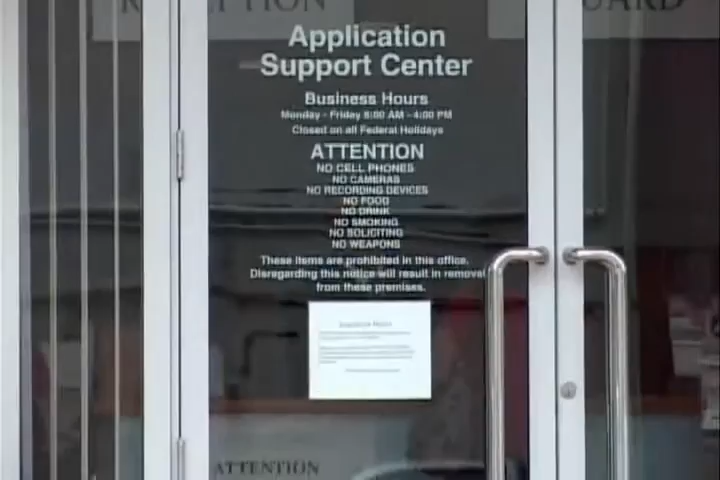 RECEPTION
GUARD
Application
Support Center
Business Hours
Monday - Friday 8:00 AM - 4:00 PM
Closed on all Federal Holidays
ATTENTION
NO CELL PHONES
NO CAMERAS
NO RECORDING DEVICES
NO FOOD
NO DRINK
NO SMOKING
NO SOLICITING
NO WEAPONS
These items are prohibited in this office.
Disregarding this notice will result in removal
from these premises.
ATTENTION